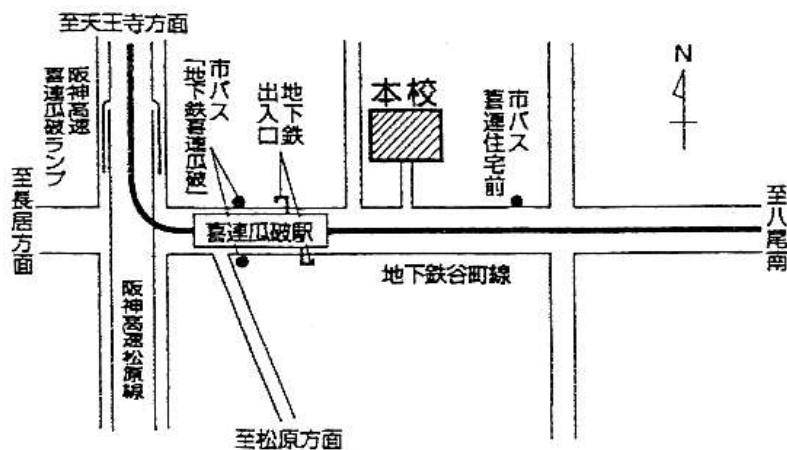 至天王寺方面
阪神高速
喜連瓜破ランプ
市バス
「地下鉄喜連瓜破」
地下鉄
出入口
本校
市バス
喜連住宅前
N
至長居方面
喜連瓜破駅
地下鉄谷町線
至八尾南
阪神高速松原線
至松原方面